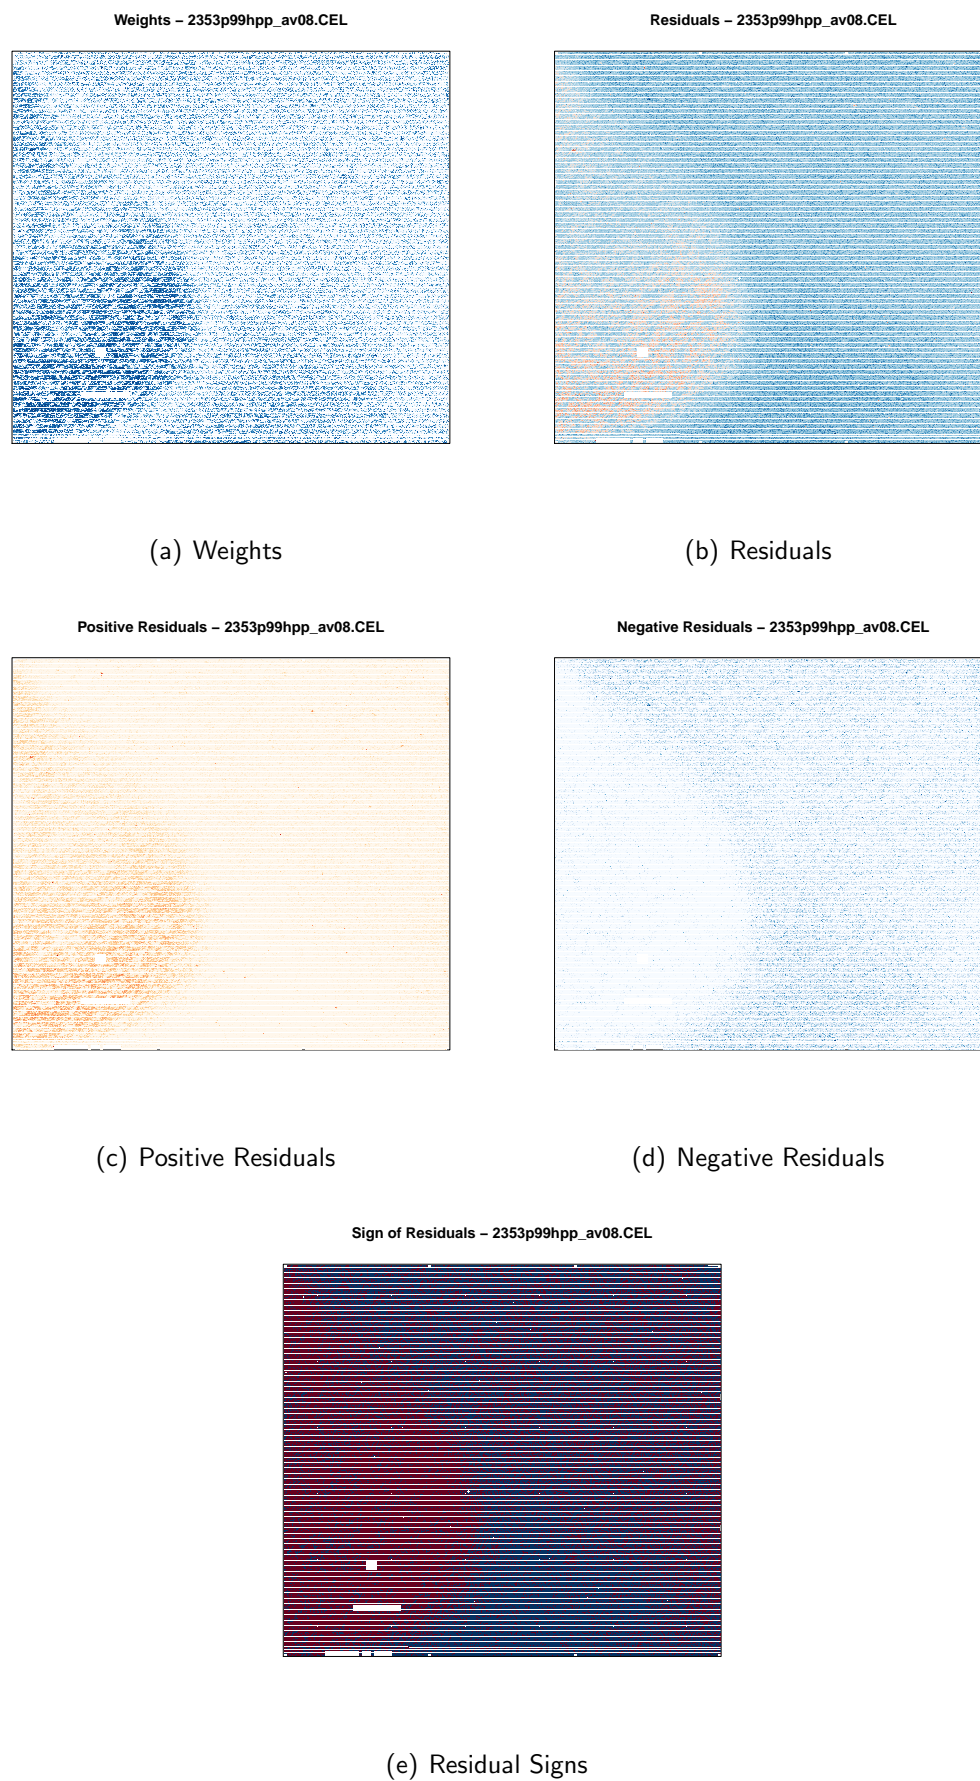 Weights − 2353p99hpp_av08.CEL
Residuals − 2353p99hpp_av08.CEL
(a) Weights
(b) Residuals
Positive Residuals − 2353p99hpp_av08.CEL
Negative Residuals − 2353p99hpp_av08.CEL
(c) Positive Residuals
(d) Negative Residuals
Sign of Residuals − 2353p99hpp_av08.CEL
(e) Residual Signs